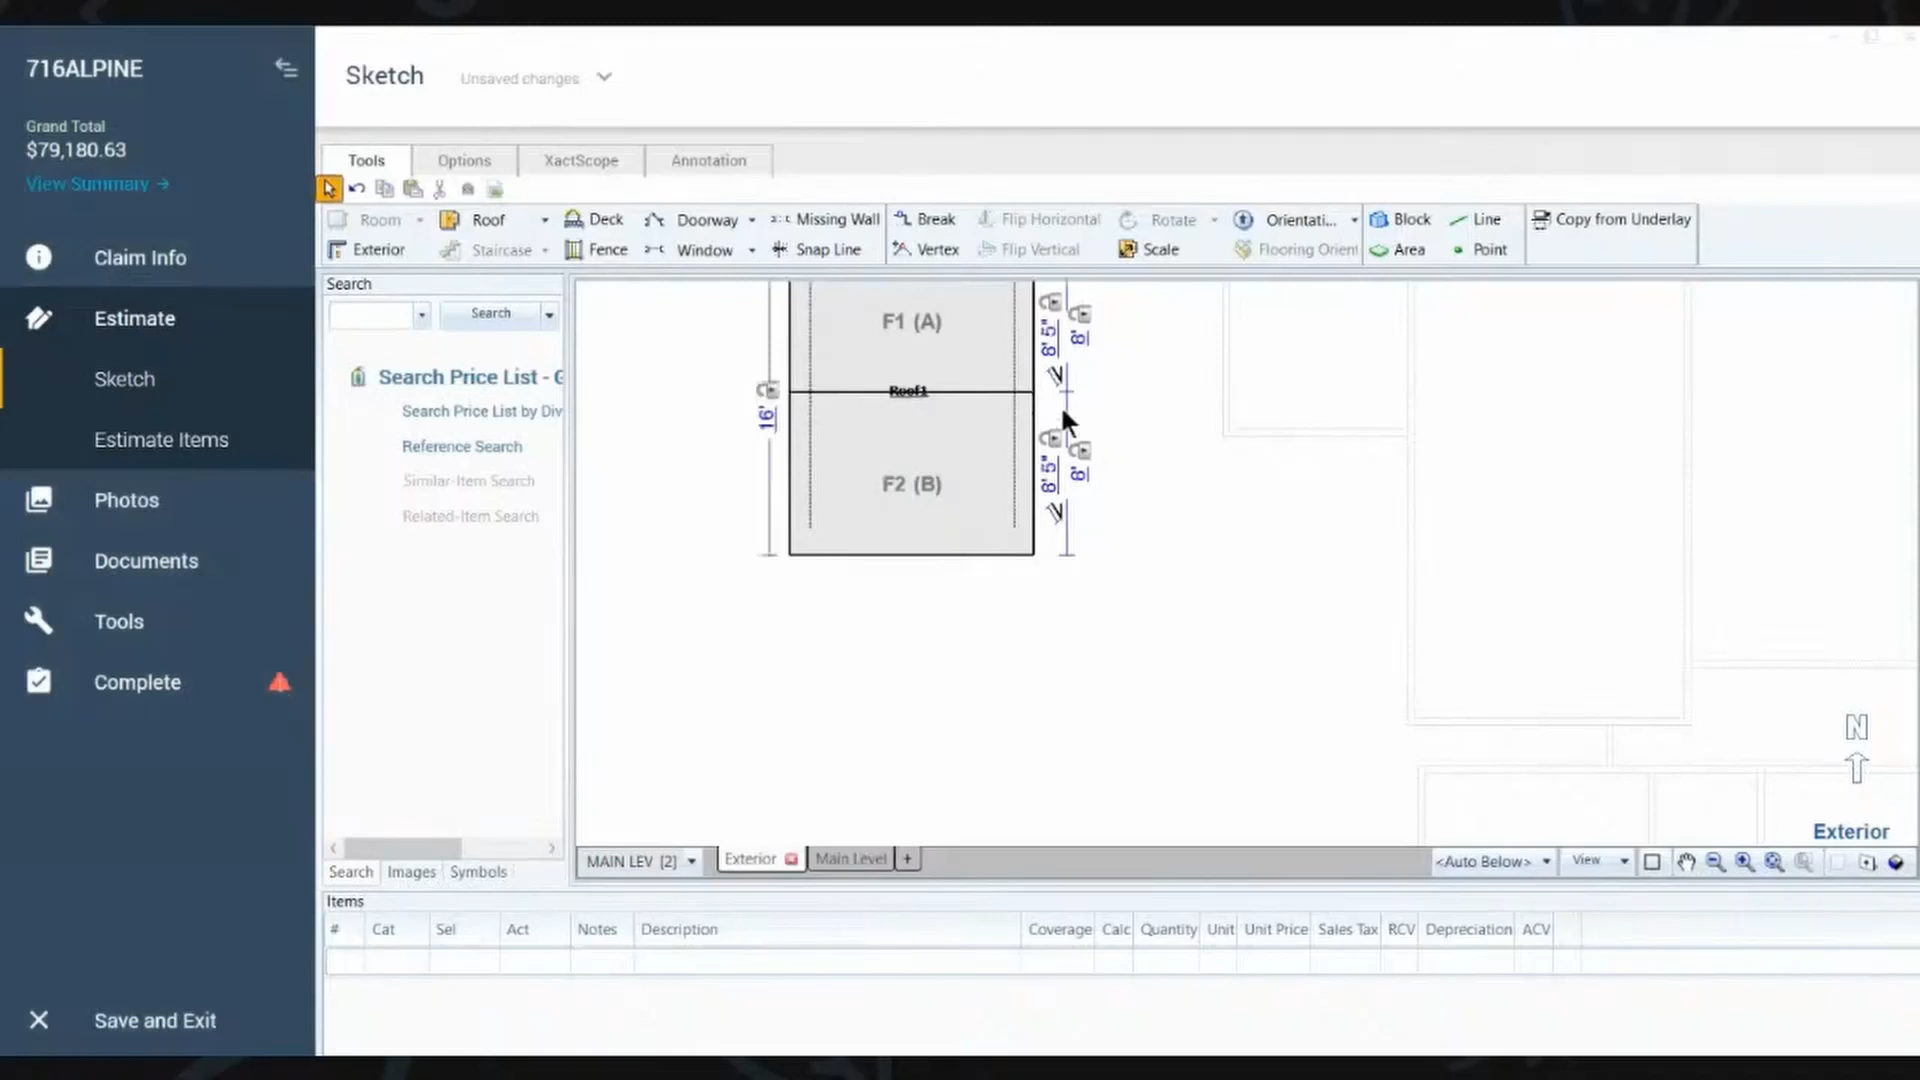 716ALPINE
Grand Total
$79,180.63
View Summary →
Claim Info
Estimate
Sketch
Estimate Items
Photos
Documents
Tools
Complete
Save and Exit
Sketch Unsaved changes
Tools Options XactScope Annotation
Room Roof Deck Doorway Missing Wall Break Flip Horizontal Rotate Orientati... Block Line Copy from Underlay
Exterior Staircase Fence Window Snap Line Vertex Flip Vertical Scale Flooring Orient Area Point
Search
Search
Search Price List - G
Search Price List by Div
Reference Search
Similar-Item Search
Related-Item Search
Search Images Symbols
F1 (A)
8' 5"
8'
Roof1
16'
F2 (B)
8' 5"
8'
N
Exterior
MAIN LEV [2] Exterior Main Level + <Auto Below> View
Items
# Cat Sel Act Notes Description Coverage Calc Quantity Unit Unit Price Sales Tax RCV Depreciation ACV